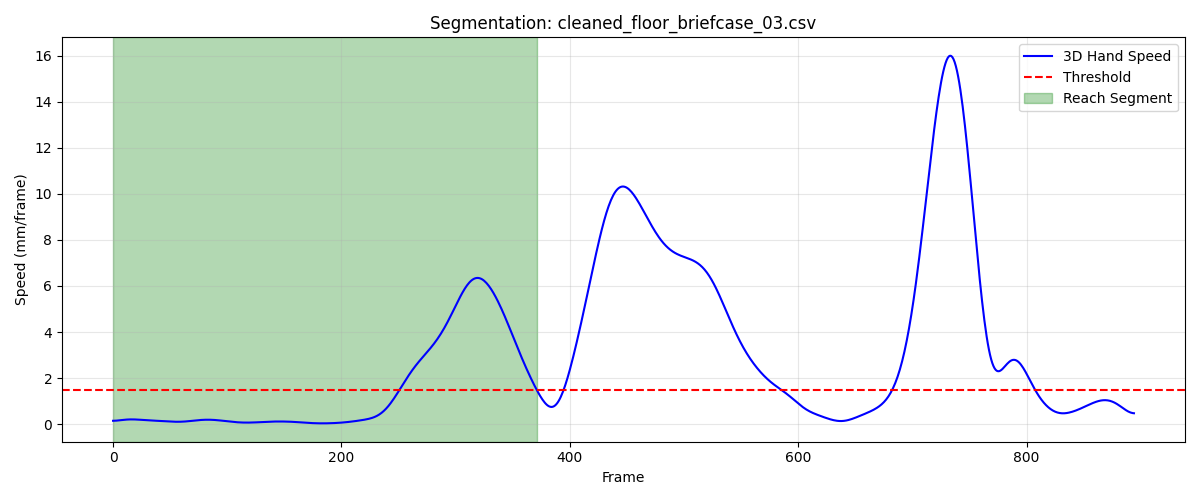 Segmentation: cleaned_floor_briefcase_03.csv
3D Hand Speed
Threshold
Reach Segment
Speed (mm/frame)
16
14
12
10
8
6
4
2
0
0 200 400 600 800
Frame